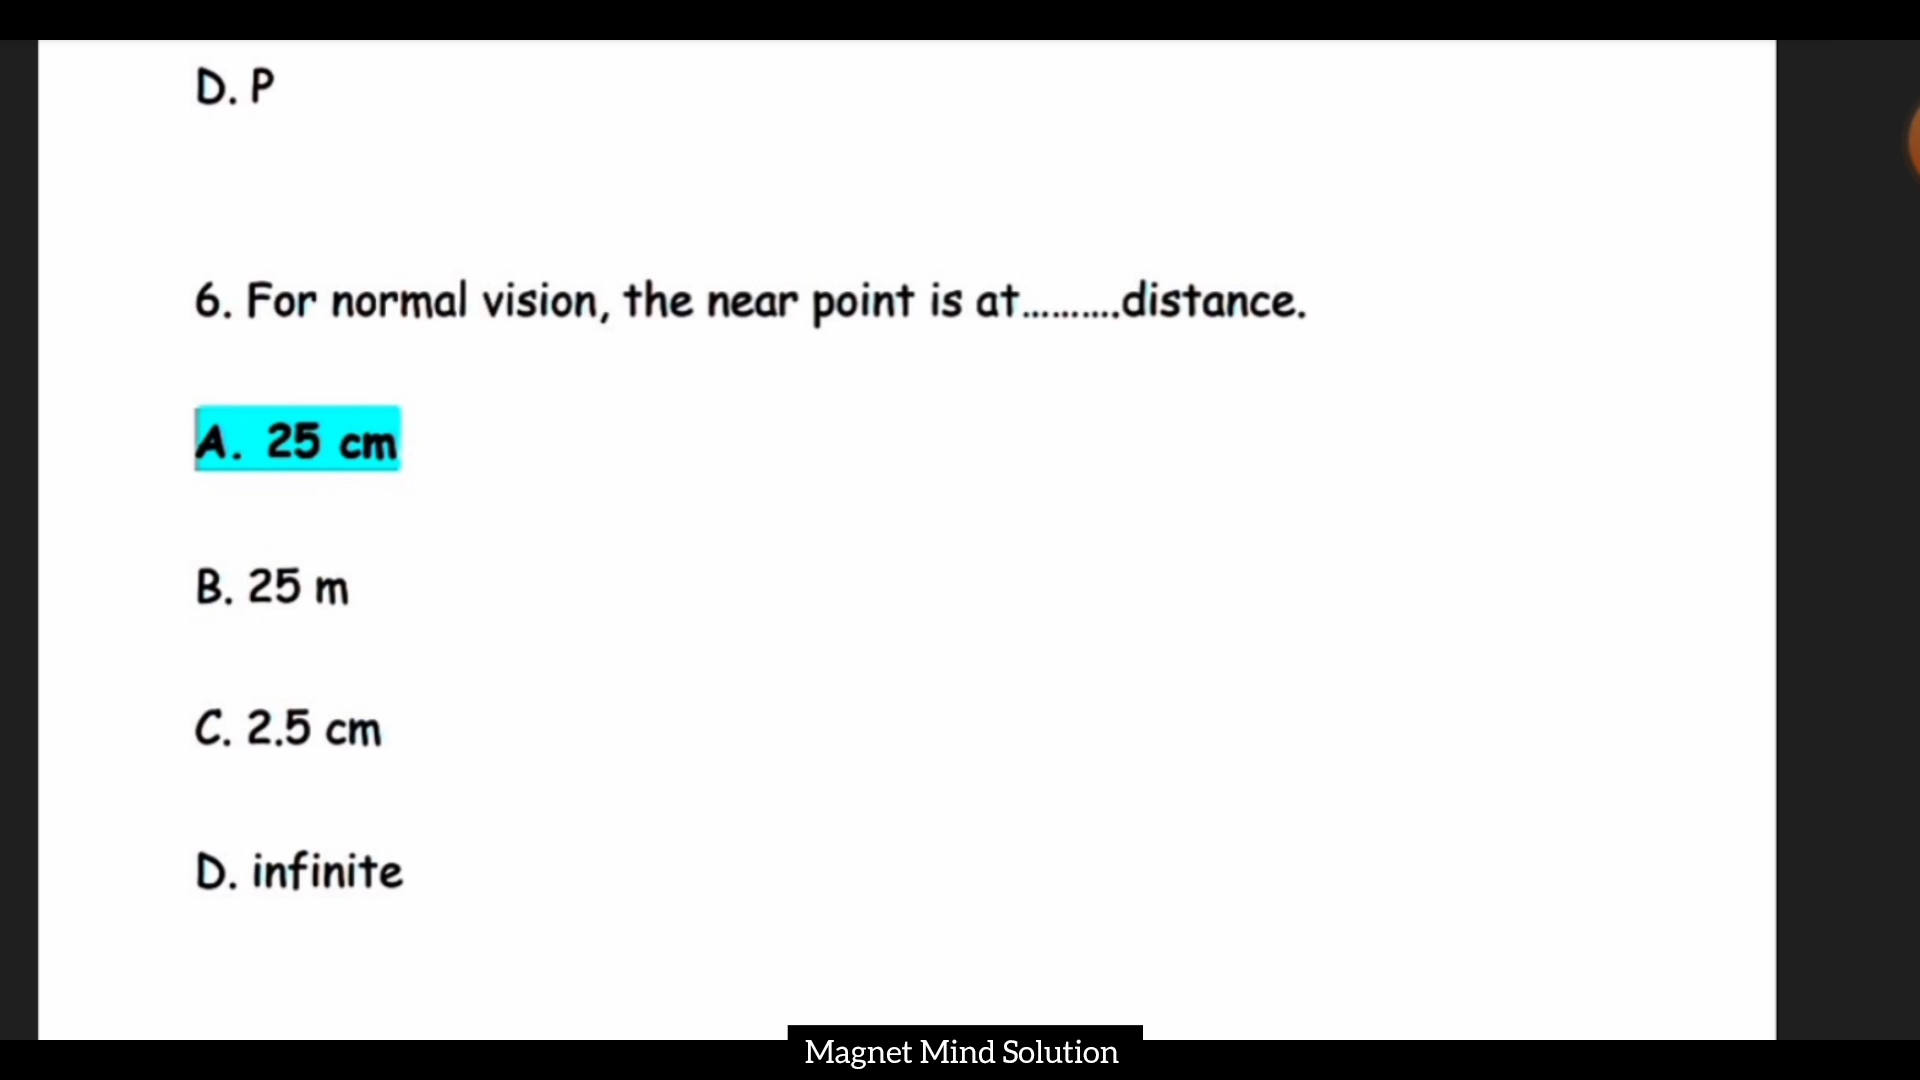 D. P
6. For normal vision, the near point is at..........distance.
A. 25 cm
B. 25 m
C. 2.5 cm
D. infinite
Magnet Mind Solution